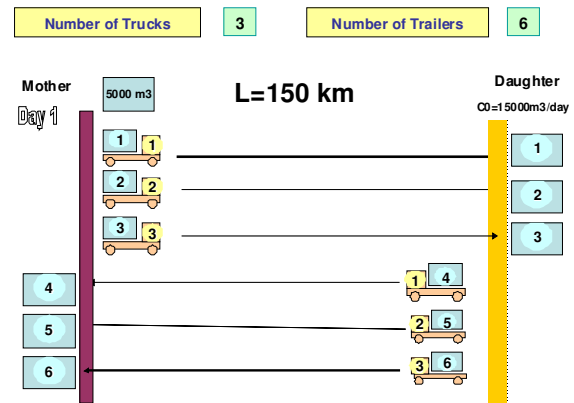 Number of Trucks 3 Number of Trailers 6
Mother 5000 m3 L=150 km Daughter
Day 1 C0=15000m3/day
1 1 1
2 2 2
3 3 3
4 1 4
5 2 5
6 3 6